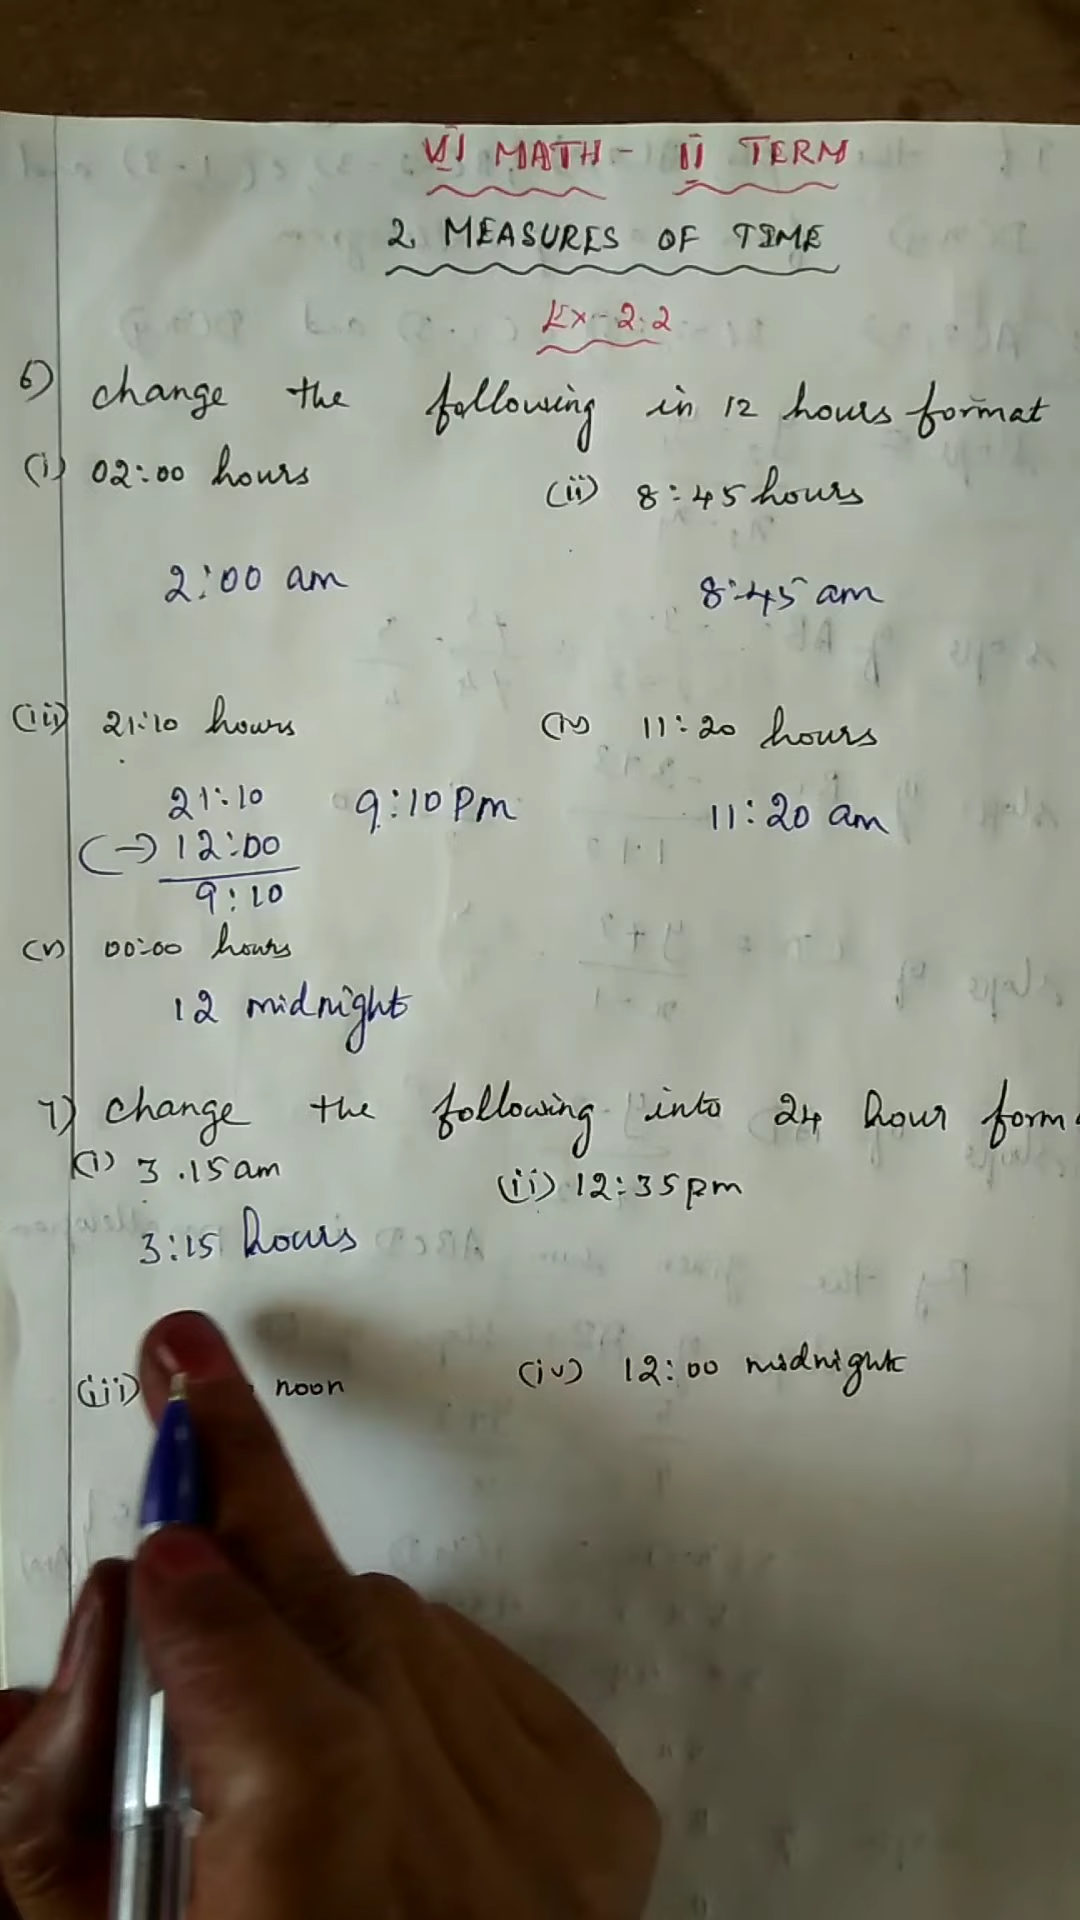 VI MATH - II TERM
2. MEASURES OF TIME
Ex-2.2
6) change the following in 12 hours format
(i) 02:00 hours (ii) 8:45 hours
2:00 am 8:45 am
(iii) 21:10 hours (iv) 11:20 hours
21:10 9:10 Pm 11:20 am
(-) 12:00
9:10
(v) 00:00 hours
12 midnight
7) change the following into 24 hour form
(i) 3.15 am (ii) 12:35 pm
3:15 hours
(iii) noon (iv) 12:00 midnight